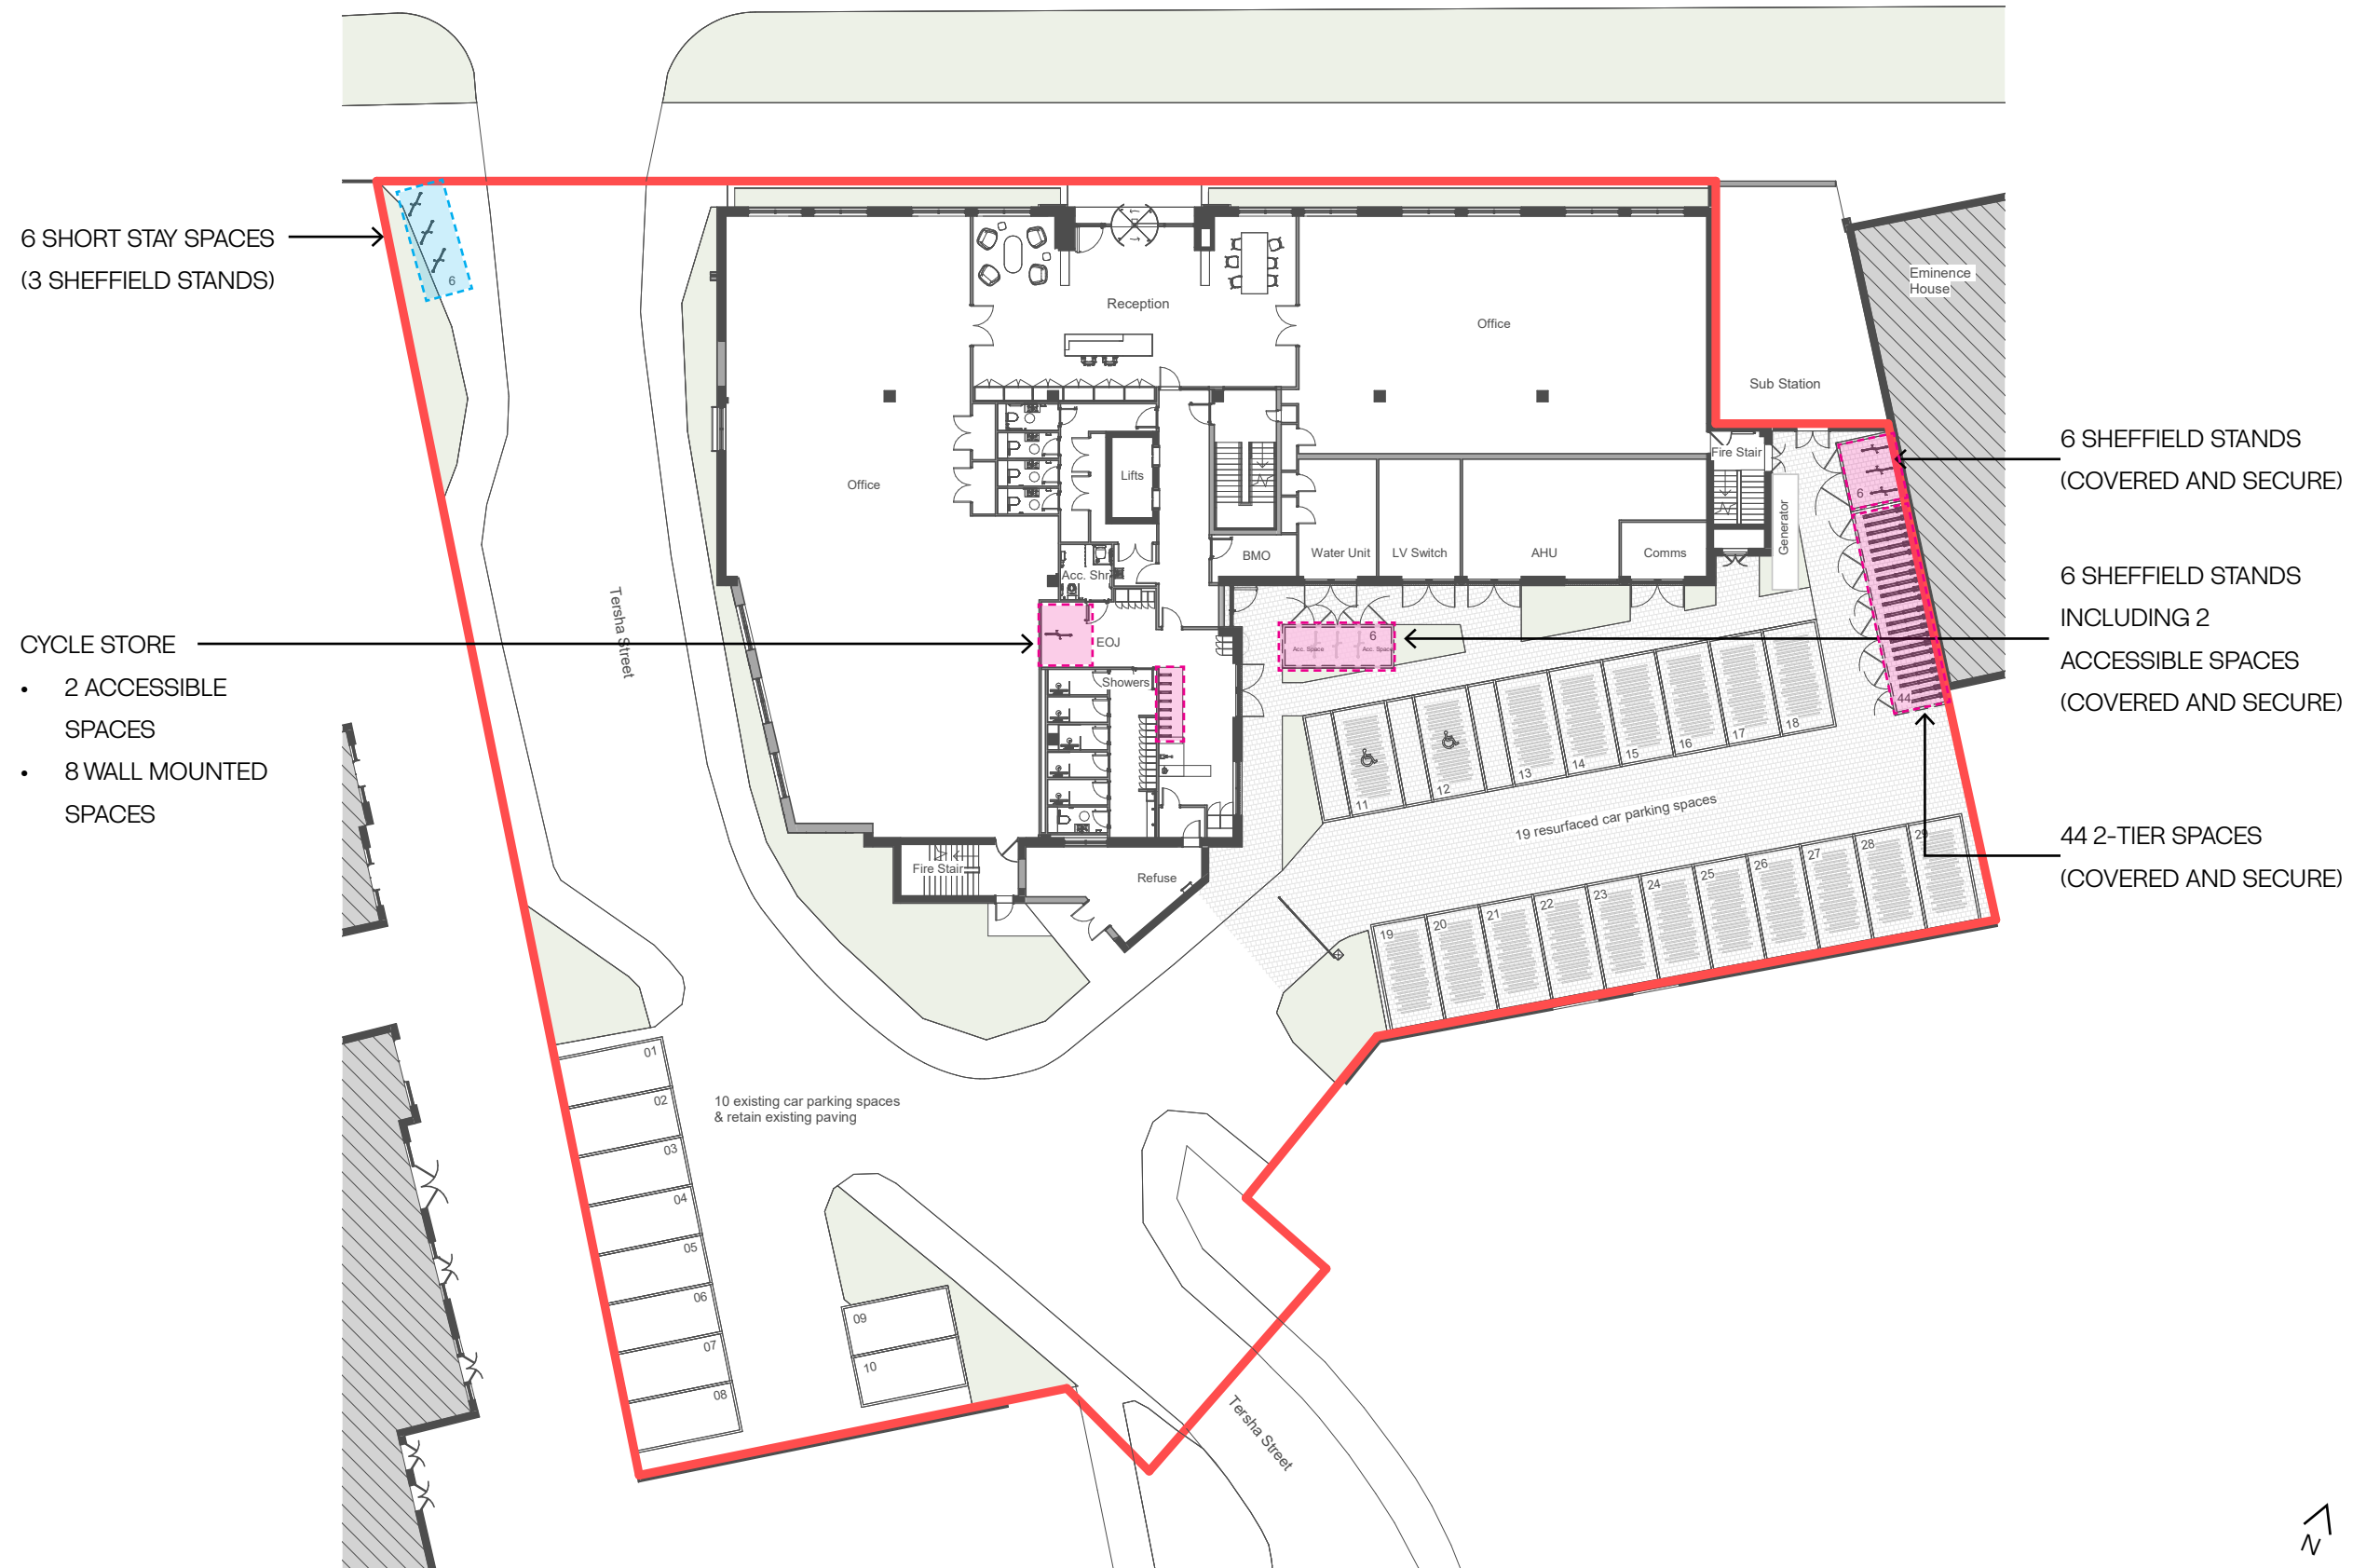 6 SHORT STAY SPACES
(3 SHEFFIELD STANDS)
6
CYCLE STORE
• 2 ACCESSIBLE
SPACES
• 8 WALL MOUNTED
SPACES
Tersha Street
Reception
Office
Office
Lifts
Acc. Shr
EOJ
Showers
BMO
Water Unit
LV Switch
AHU
Comms
Fire Stair
Generator
Sub Station
Eminence
House
6
44
6
Acc. Space
Acc. Space
Fire Stair
Refuse
6 SHEFFIELD STANDS
(COVERED AND SECURE)
6 SHEFFIELD STANDS
INCLUDING 2
ACCESSIBLE SPACES
(COVERED AND SECURE)
44 2-TIER SPACES
(COVERED AND SECURE)
11
12
13
14
15
16
17
18
19 resurfaced car parking spaces
19
20
21
22
23
24
25
26
27
28
29
10 existing car parking spaces
& retain existing paving
01
02
03
04
05
06
07
08
09
10
Tersha Street
N